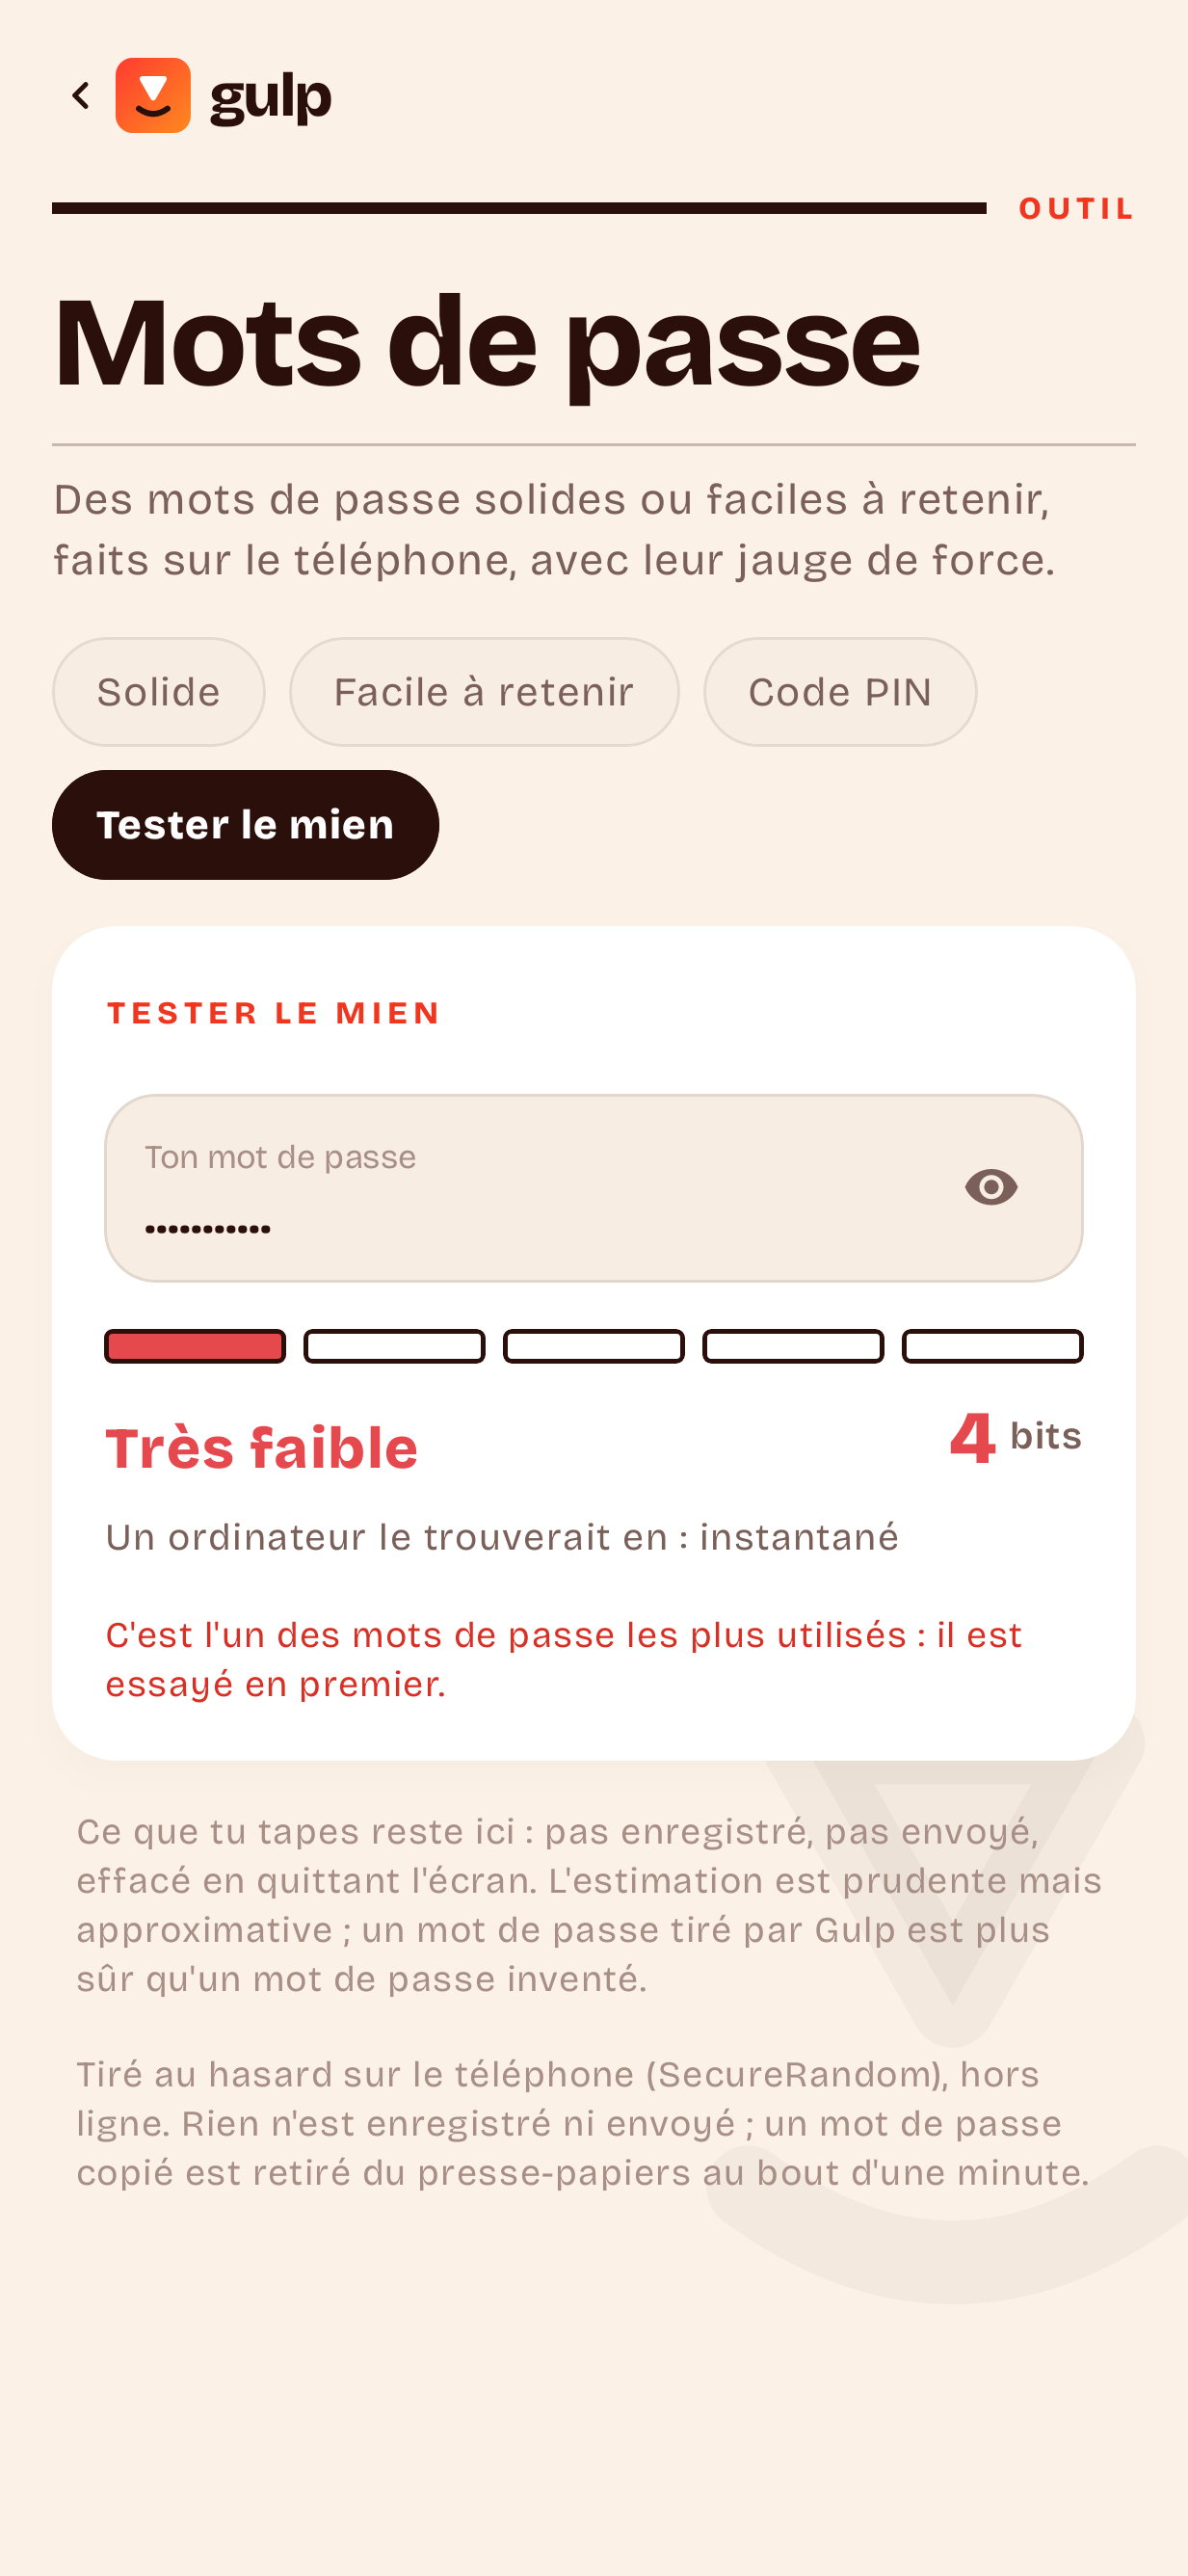 gulp
OUTIL
Mots de passe
Des mots de passe solides ou faciles à retenir,
faits sur le téléphone, avec leur jauge de force.
Solide
Facile à retenir
Code PIN
Tester le mien
TESTER LE MIEN
Ton mot de passe
•••••••••••
Très faible
4 bits
Un ordinateur le trouverait en : instantané
C'est l'un des mots de passe les plus utilisés : il est
essayé en premier.
Ce que tu tapes reste ici : pas enregistré, pas envoyé,
effacé en quittant l'écran. L'estimation est prudente mais
approximative ; un mot de passe tiré par Gulp est plus
sûr qu'un mot de passe inventé.
Tiré au hasard sur le téléphone (SecureRandom), hors
ligne. Rien n'est enregistré ni envoyé ; un mot de passe
copié est retiré du presse-papiers au bout d'une minute.